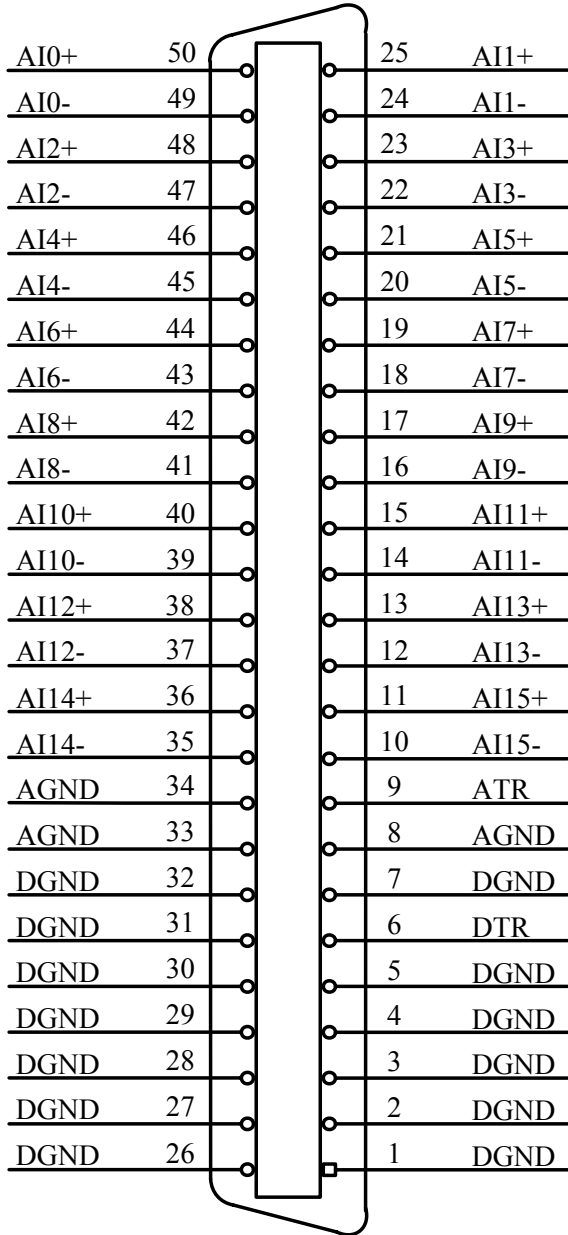 AI0+ 50 25 AI1+
AI0- 49 24 AI1-
AI2+ 48 23 AI3+
AI2- 47 22 AI3-
AI4+ 46 21 AI5+
AI4- 45 20 AI5-
AI6+ 44 19 AI7+
AI6- 43 18 AI7-
AI8+ 42 17 AI9+
AI8- 41 16 AI9-
AI10+ 40 15 AI11+
AI10- 39 14 AI11-
AI12+ 38 13 AI13+
AI12- 37 12 AI13-
AI14+ 36 11 AI15+
AI14- 35 10 AI15-
AGND 34 9 ATR
AGND 33 8 AGND
DGND 32 7 DGND
DGND 31 6 DTR
DGND 30 5 DGND
DGND 29 4 DGND
DGND 28 3 DGND
DGND 27 2 DGND
DGND 26 1 DGND